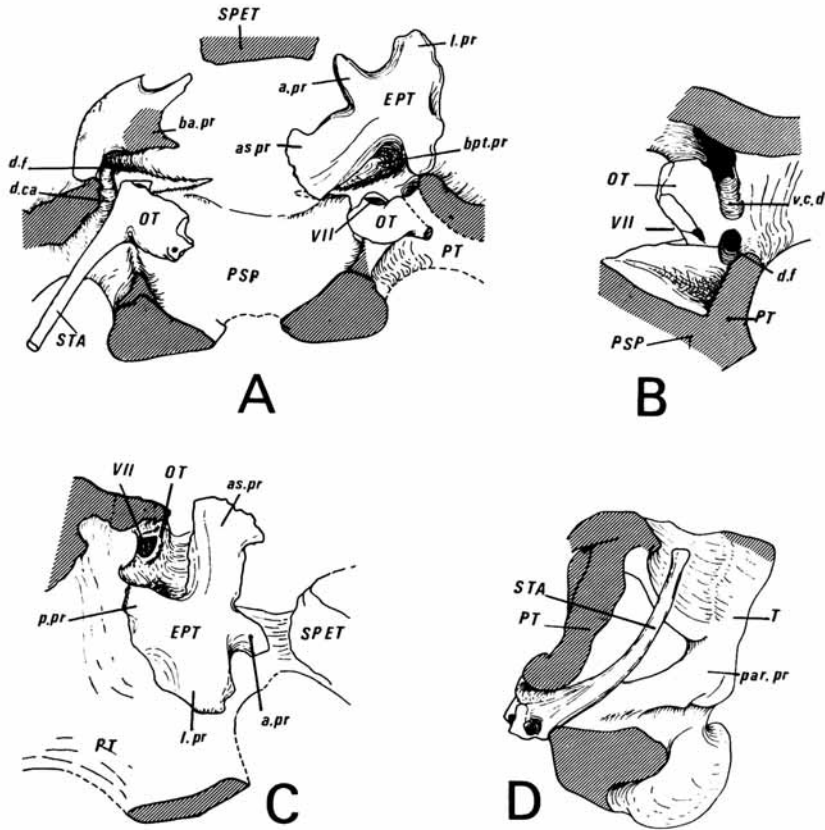 SPET
l.pr
a.pr
EPT
ba.pr
as.pr
bpt.pr
d.f
d.ca
OT
VII
OT
PT
PSP
STA
A
OT
v.c.d
VII
d.f
PT
PSP
B
VII
OT
as.pr
p.pr
EPT
SPET
l.pr
a.pr
PT
C
STA
PT
T
par.pr
D